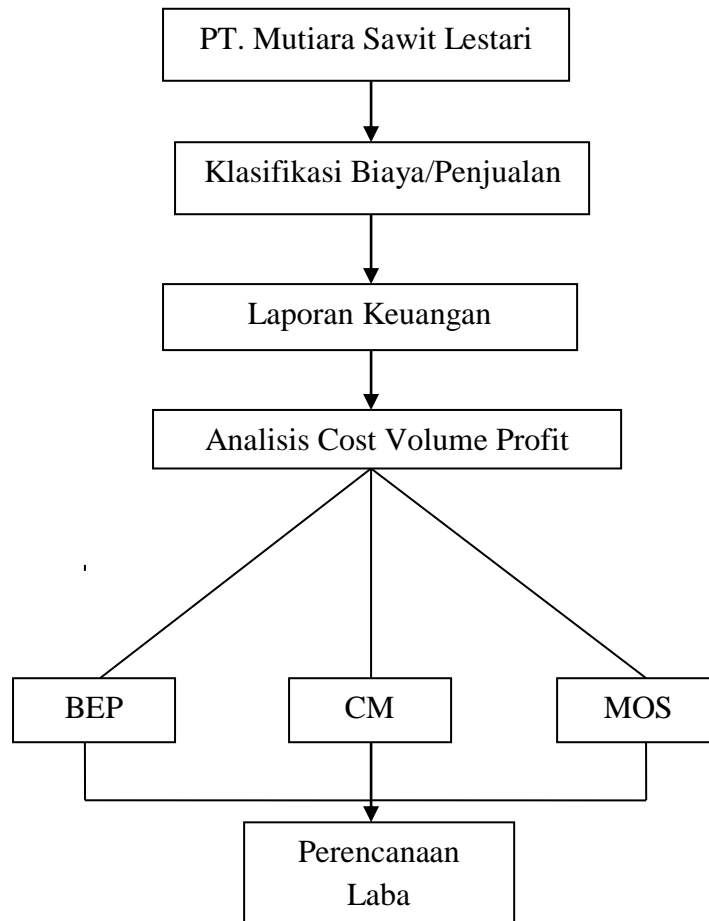 PT. Mutiara Sawit Lestari
Klasifikasi Biaya/Penjualan
Laporan Keuangan
Analisis Cost Volume Profit
BEP
CM
MOS
Perencanaan
Laba